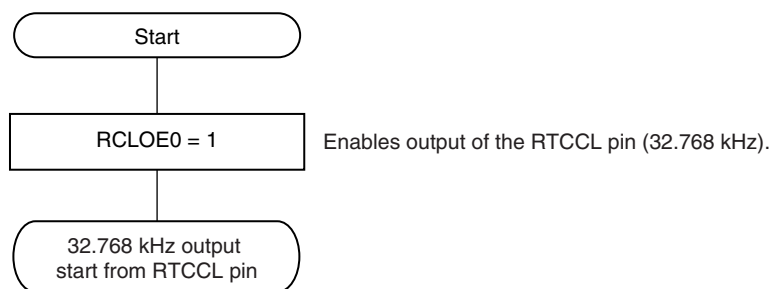 Start
RCLOE0 = 1
Enables output of the RTCCL pin (32.768 kHz).
32.768 kHz output
start from RTCCL pin